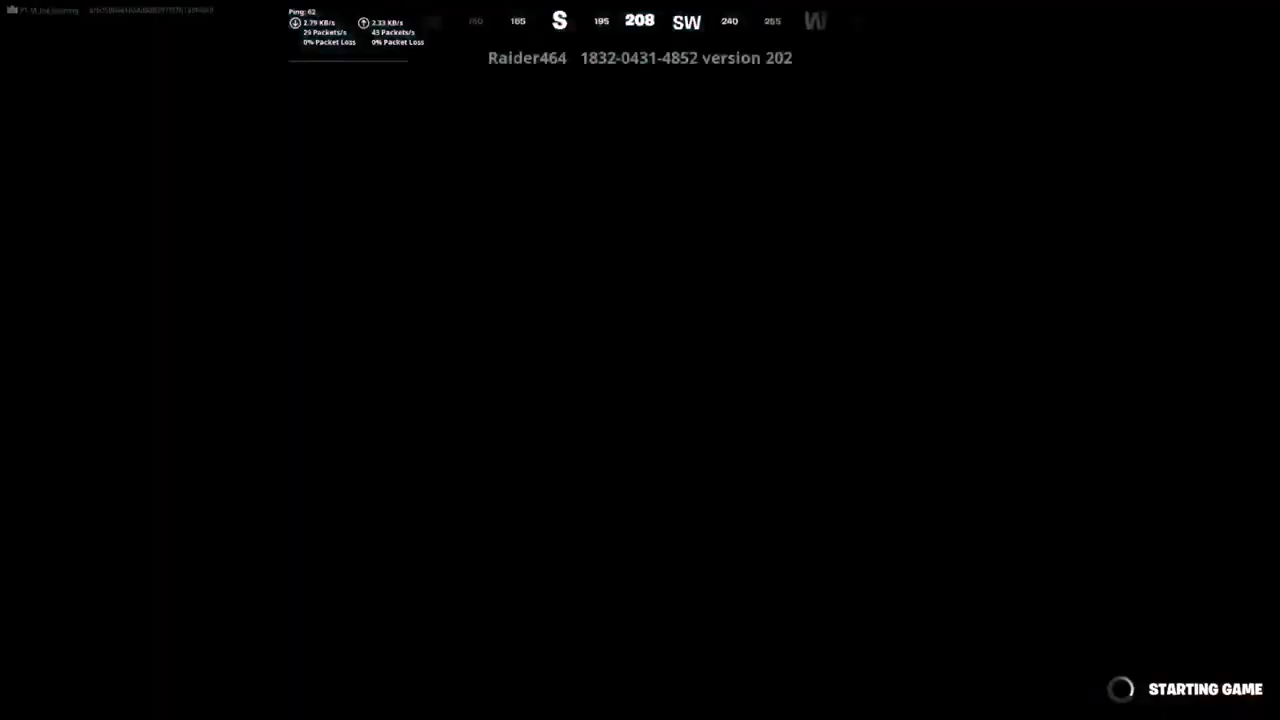 Ping: 62
2.79 KB/s 2.33 KB/s
29 Packets/s 43 Packets/s
0% Packet Loss 0% Packet Loss
165 S 195 208 SW 240 255 W
Raider464 1832-0431-4852 version 202
STARTING GAME